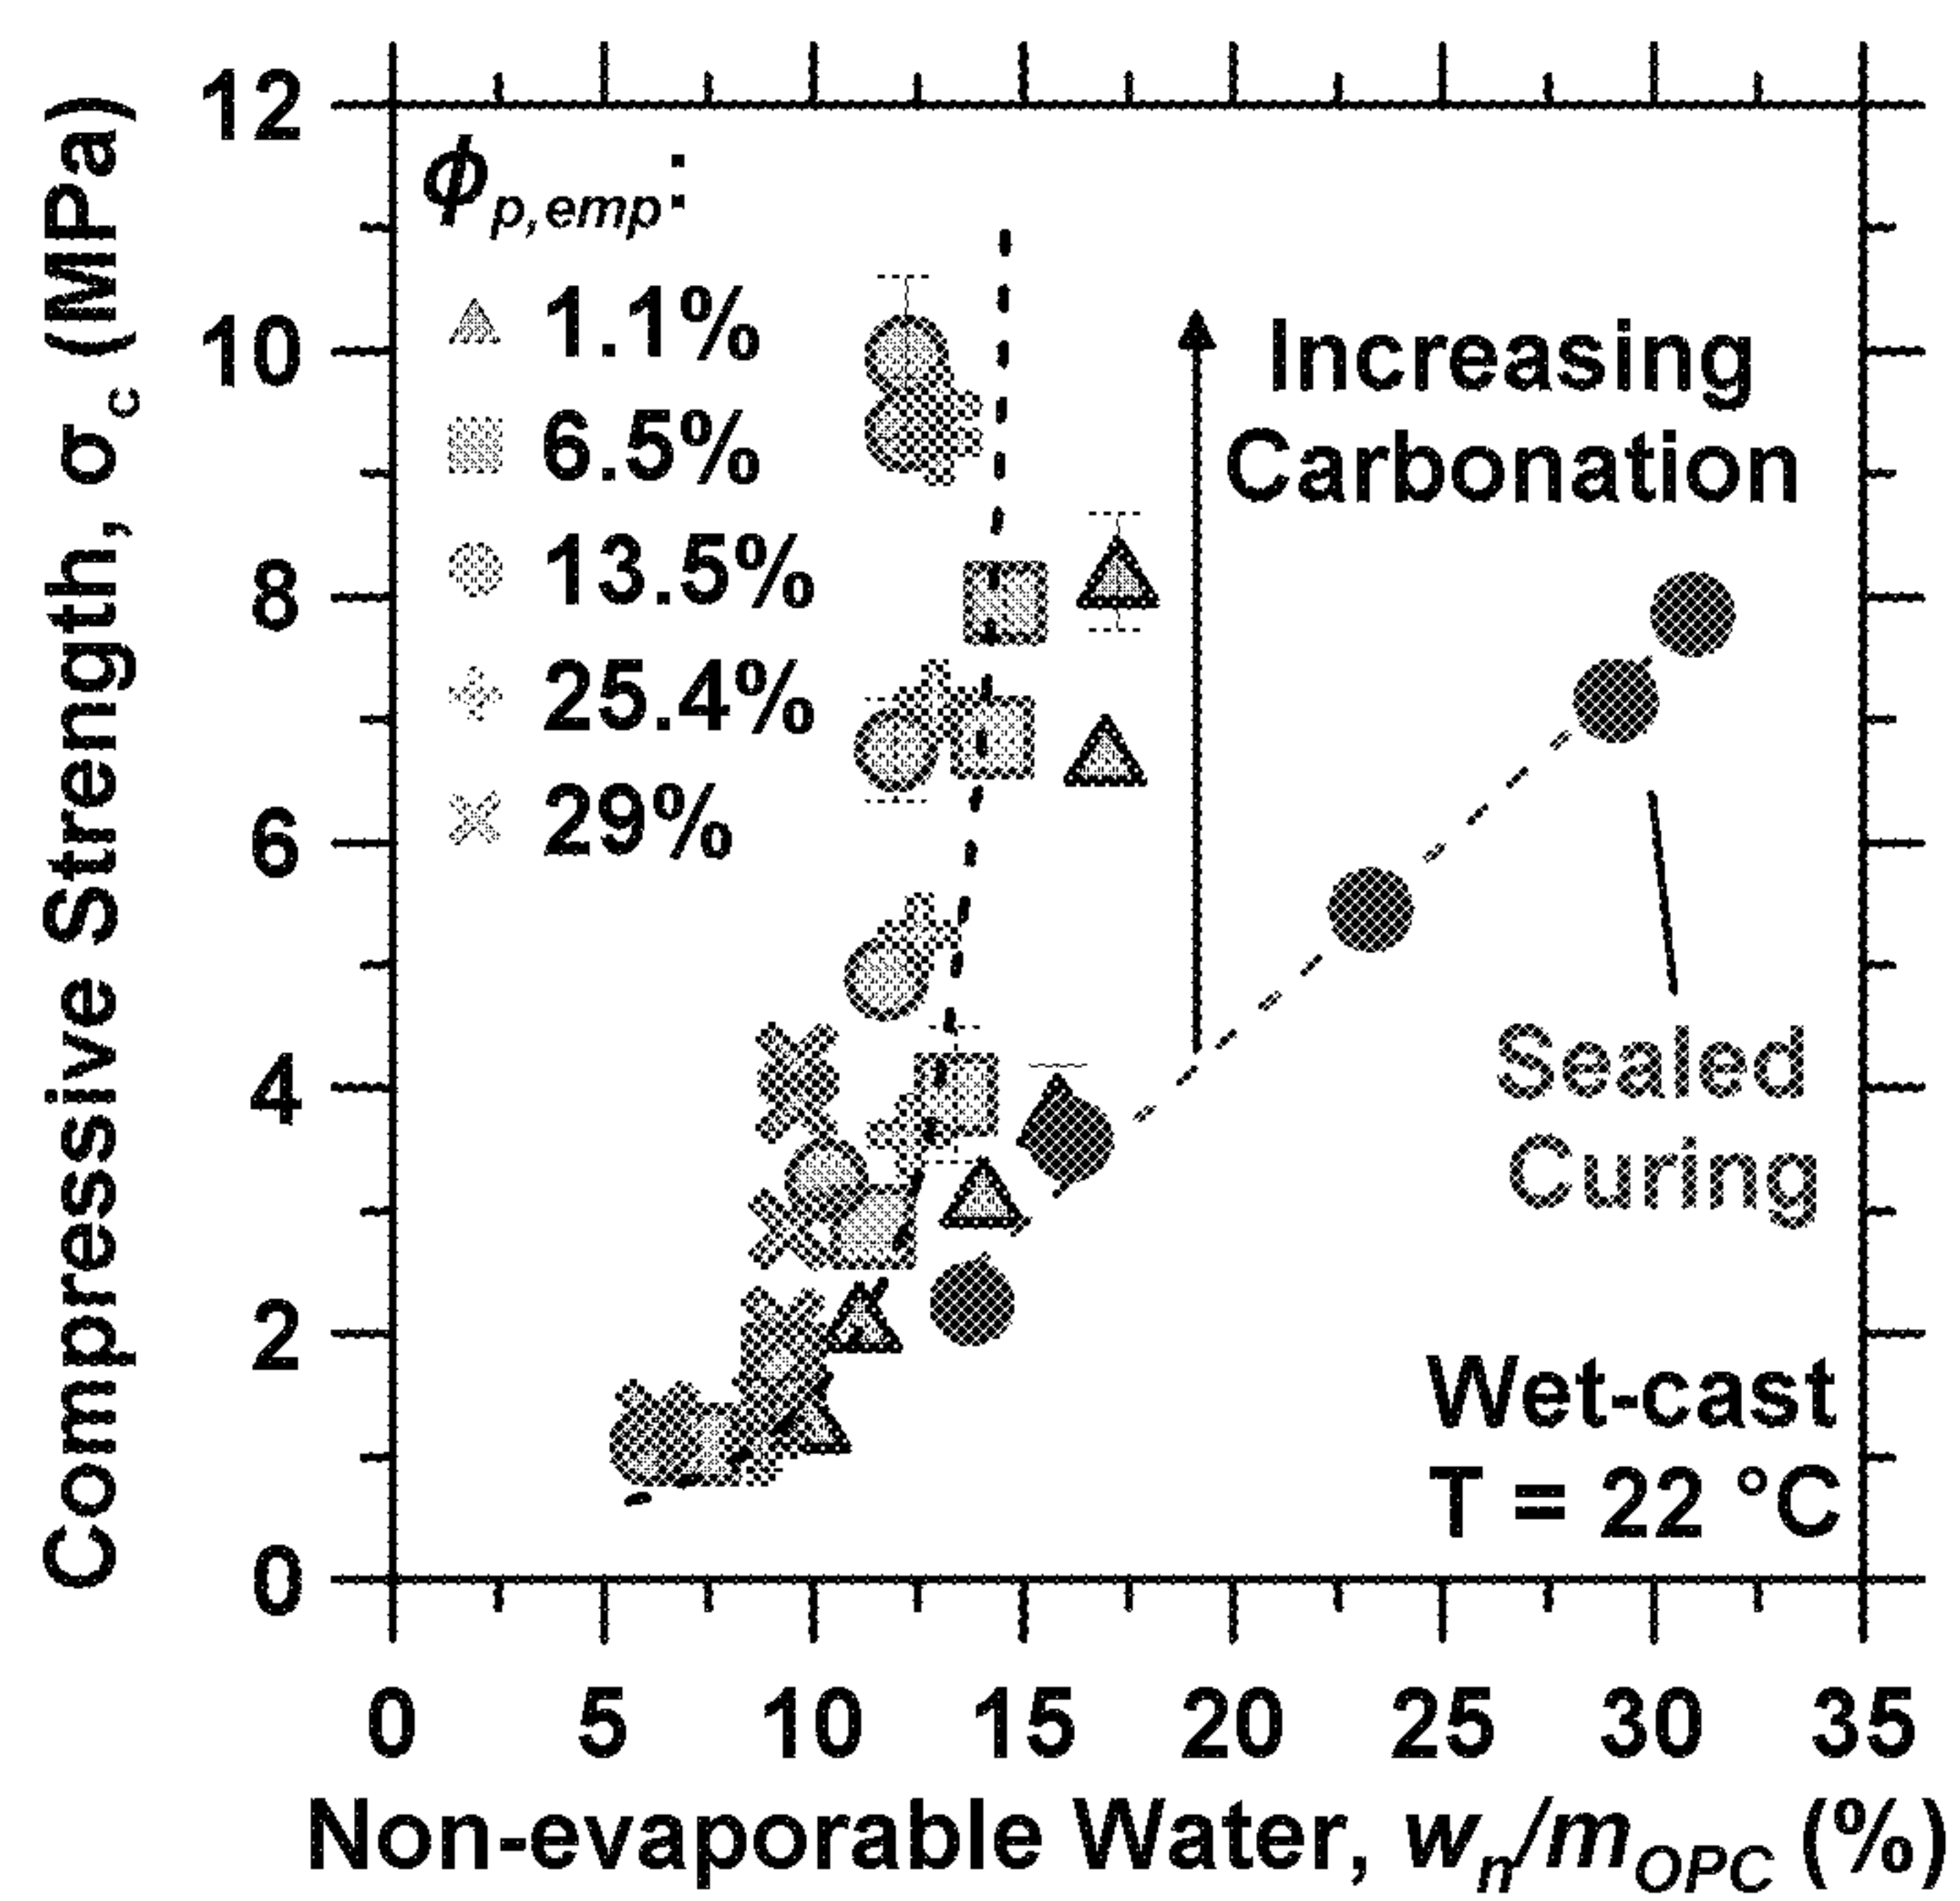 Compressive Strength, σc (MPa)
12
10
8
6
4
2
0
ϕp,emp:
1.1%
6.5%
13.5%
25.4%
29%
Increasing
Carbonation
Sealed
Curing
Wet-cast
T = 22 °C
0 5 10 15 20 25 30 35
Non-evaporable Water, wn/mOPC (%)